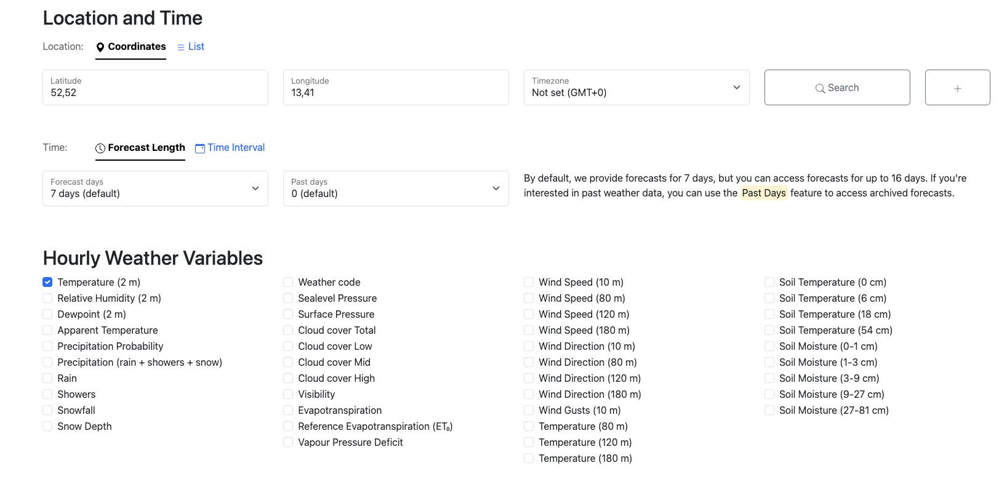 Location and Time
Location: Coordinates List
Latitude
52,52
Longitude
13,41
Timezone
Not set (GMT+0)
Search
+
Time: Forecast Length Time Interval
Forecast days
7 days (default)
Past days
0 (default)
By default, we provide forecasts for 7 days, but you can access forecasts for up to 16 days. If you're
interested in past weather data, you can use the Past Days feature to access archived forecasts.
Hourly Weather Variables
Temperature (2 m)
Relative Humidity (2 m)
Dewpoint (2 m)
Apparent Temperature
Precipitation Probability
Precipitation (rain + showers + snow)
Rain
Showers
Snowfall
Snow Depth
Weather code
Sealevel Pressure
Surface Pressure
Cloud cover Total
Cloud cover Low
Cloud cover Mid
Cloud cover High
Visibility
Evapotranspiration
Reference Evapotranspiration (ET₀)
Vapour Pressure Deficit
Wind Speed (10 m)
Wind Speed (80 m)
Wind Speed (120 m)
Wind Speed (180 m)
Wind Direction (10 m)
Wind Direction (80 m)
Wind Direction (120 m)
Wind Direction (180 m)
Wind Gusts (10 m)
Temperature (80 m)
Temperature (120 m)
Temperature (180 m)
Soil Temperature (0 cm)
Soil Temperature (6 cm)
Soil Temperature (18 cm)
Soil Temperature (54 cm)
Soil Moisture (0-1 cm)
Soil Moisture (1-3 cm)
Soil Moisture (3-9 cm)
Soil Moisture (9-27 cm)
Soil Moisture (27-81 cm)